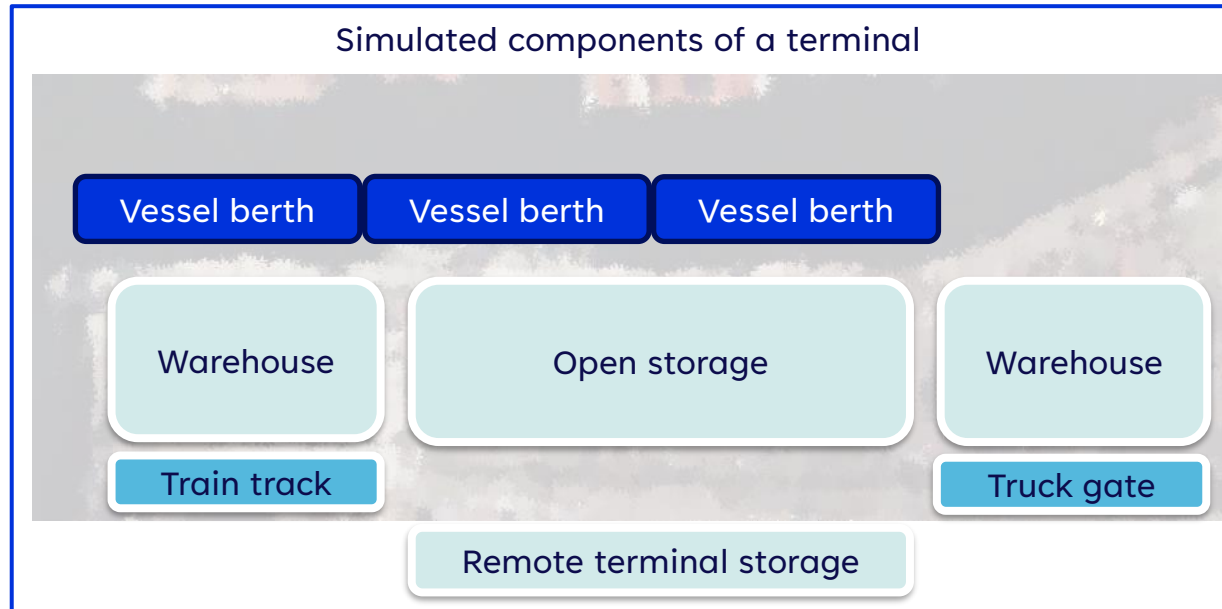 Simulated components of a terminal
Vessel berth
Vessel berth
Vessel berth
Warehouse
Open storage
Warehouse
Train track
Truck gate
Remote terminal storage